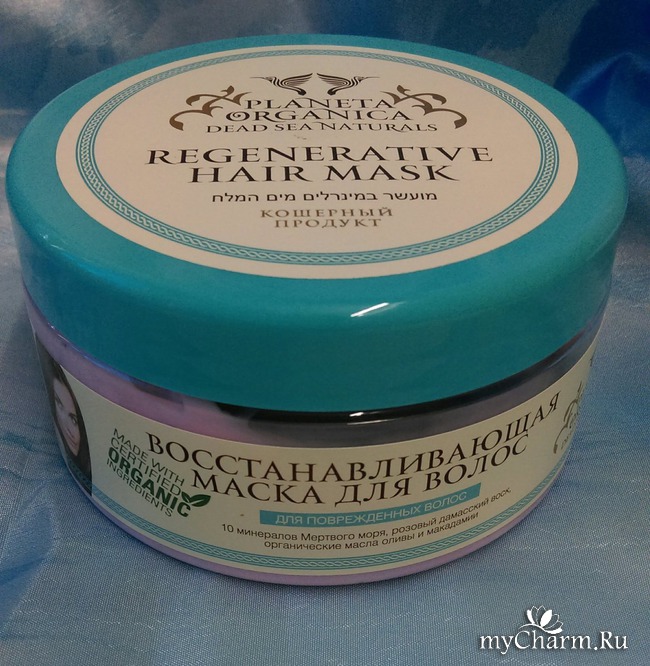 PLANETA
ORGANICA
DEAD SEA NATURALS
REGENERATIVE
HAIR MASK
מועשר במינרלים מים המלח
КОШЕРНЫЙ
ПРОДУКТ
MADE WITH
CERTIFIED
ORGANIC
INGREDIENTS
ВОССТАНАВЛИВАЮЩАЯ
МАСКА ДЛЯ ВОЛОС
ДЛЯ ПОВРЕЖДЕННЫХ ВОЛОС
10 минералов Мертвого моря, розовый дамасский воск,
органические масла оливы и макадамии
myCharm.Ru